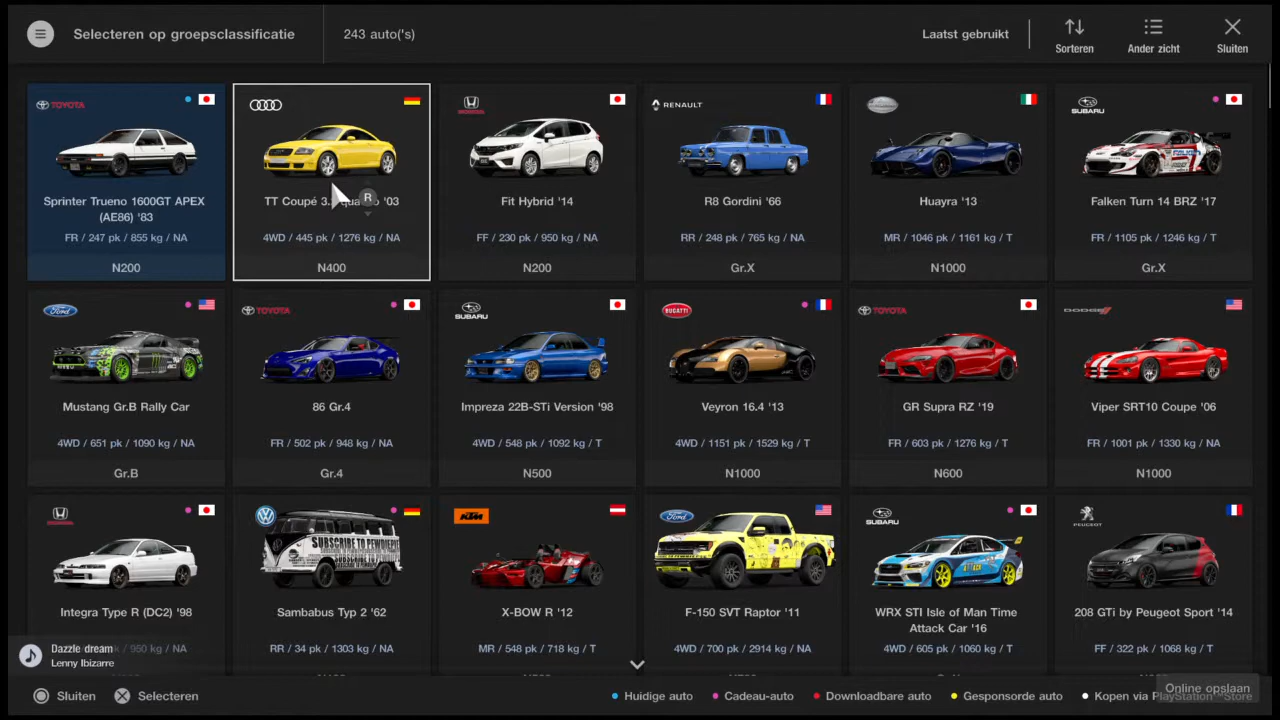 Selecteren op groepsclassificatie
243 auto('s)
Laatst gebruikt
Sorteren
Ander zicht
Sluiten
TOYOTA
Sprinter Trueno 1600GT APEX
(AE86) '83
FR / 247 pk / 855 kg / NA
N200
TT Coupé 3. '03
R
4WD / 445 pk / 1276 kg / NA
N400
HONDA
Fit Hybrid '14
FF / 230 pk / 950 kg / NA
N200
RENAULT
R8 Gordini '66
RR / 248 pk / 765 kg / NA
Gr.X
Huayra '13
MR / 1046 pk / 1161 kg / T
N1000
SUBARU
Falken Turn 14 BRZ '17
FR / 1105 pk / 1246 kg / T
Gr.X
Ford
Mustang Gr.B Rally Car
4WD / 651 pk / 1090 kg / NA
Gr.B
TOYOTA
86 Gr.4
FR / 502 pk / 948 kg / NA
Gr.4
SUBARU
Impreza 22B-STi Version '98
4WD / 548 pk / 1092 kg / T
N500
BUGATTI
Veyron 16.4 '13
4WD / 1151 pk / 1529 kg / T
N1000
TOYOTA
GR Supra RZ '19
FR / 603 pk / 1276 kg / T
N600
DODGE
Viper SRT10 Coupe '06
FR / 1001 pk / 1330 kg / NA
N1000
HONDA
Integra Type R (DC2) '98
/ 950 kg / NA
SUBSCRIBE TO PEWDIEPIE
Sambabus Typ 2 '62
RR / 34 pk / 1303 kg / NA
KTM
X-BOW R '12
MR / 548 pk / 718 kg / T
Ford
F-150 SVT Raptor '11
4WD / 700 pk / 2914 kg / NA
SUBARU
WRX STI Isle of Man Time
Attack Car '16
4WD / 605 pk / 1060 kg / T
PEUGEOT
208 GTi by Peugeot Sport '14
FF / 322 pk / 1068 kg / T
Dazzle dream
Lenny Ibizarre
Sluiten
Selecteren
Huidige auto
Cadeau-auto
Downloadbare auto
Gesponsorde auto
Kopen via PlayStation Store
Online opslaan